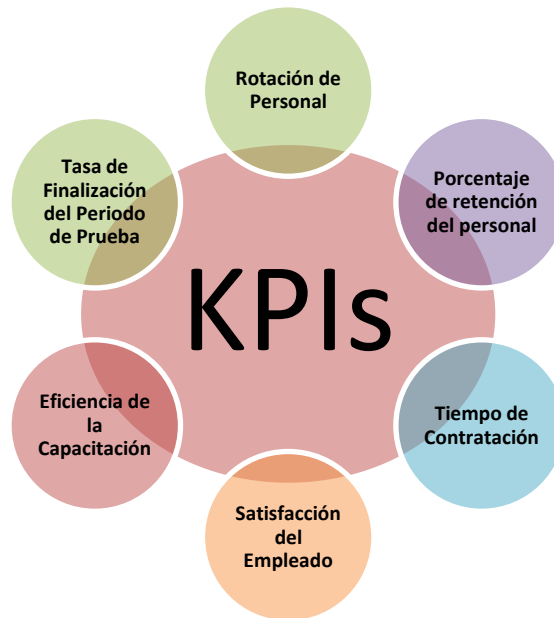 Rotación de
Personal
Porcentaje
de retención
del personal
Tiempo de
Contratación
Satisfacción
del
Empleado
Eficiencia de
la
Capacitación
Tasa de
Finalización
del Periodo
de Prueba
KPIs